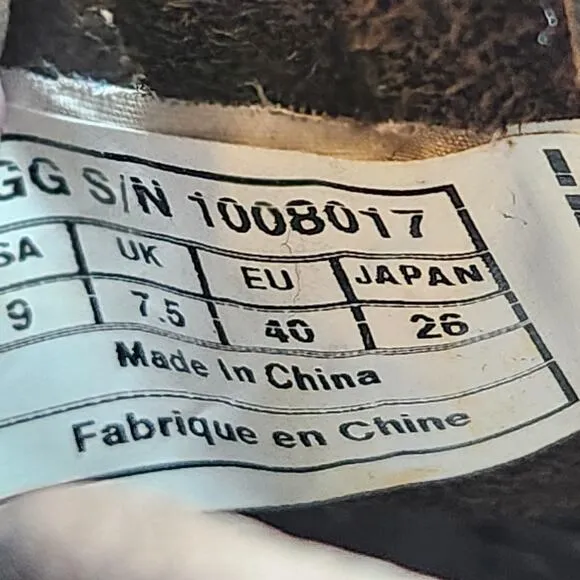 GG S/N 1008017
SA UK EU JAPAN
9 7.5 40 26
Made in China
Fabrique en Chine